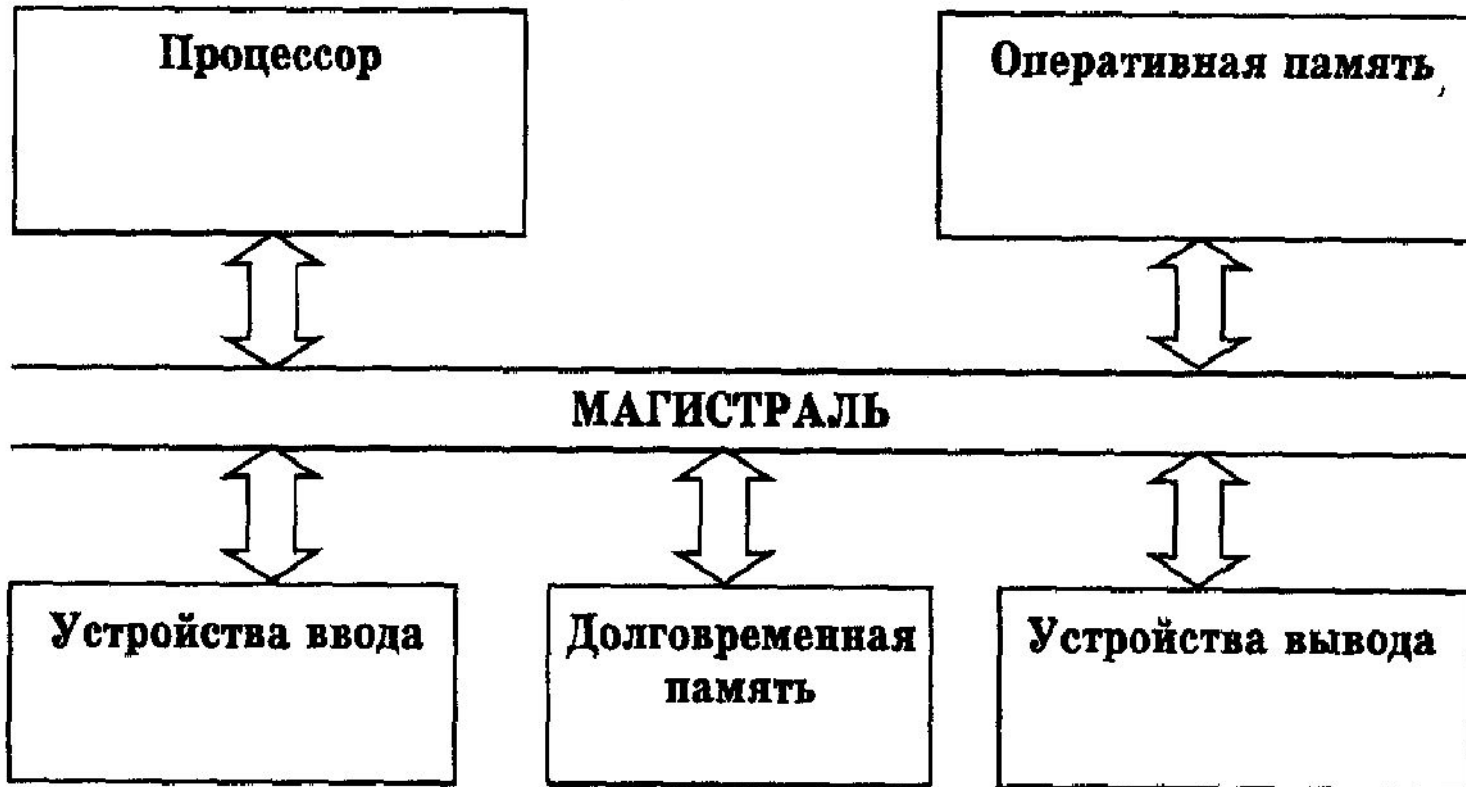 Процессор
Оперативная память
МАГИСТРАЛЬ
Устройства ввода
Долговременная
память
Устройства вывода